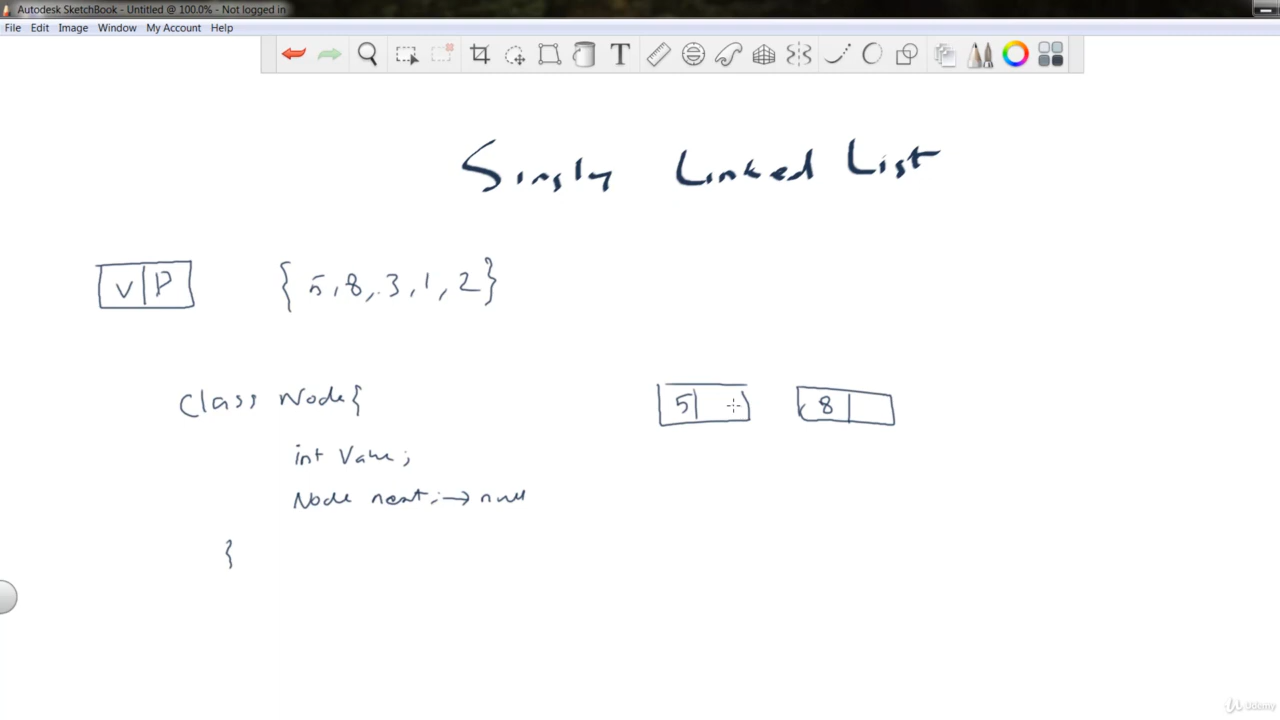 Autodesk SketchBook - Untitled @ 100.0% - Not logged in
File Edit Image Window My Account Help
T
Singly Linked List
V P { 5, 8, 3, 1, 2 }
Class Node {
5 8
int Value;
Node next; → null
{
Udemy